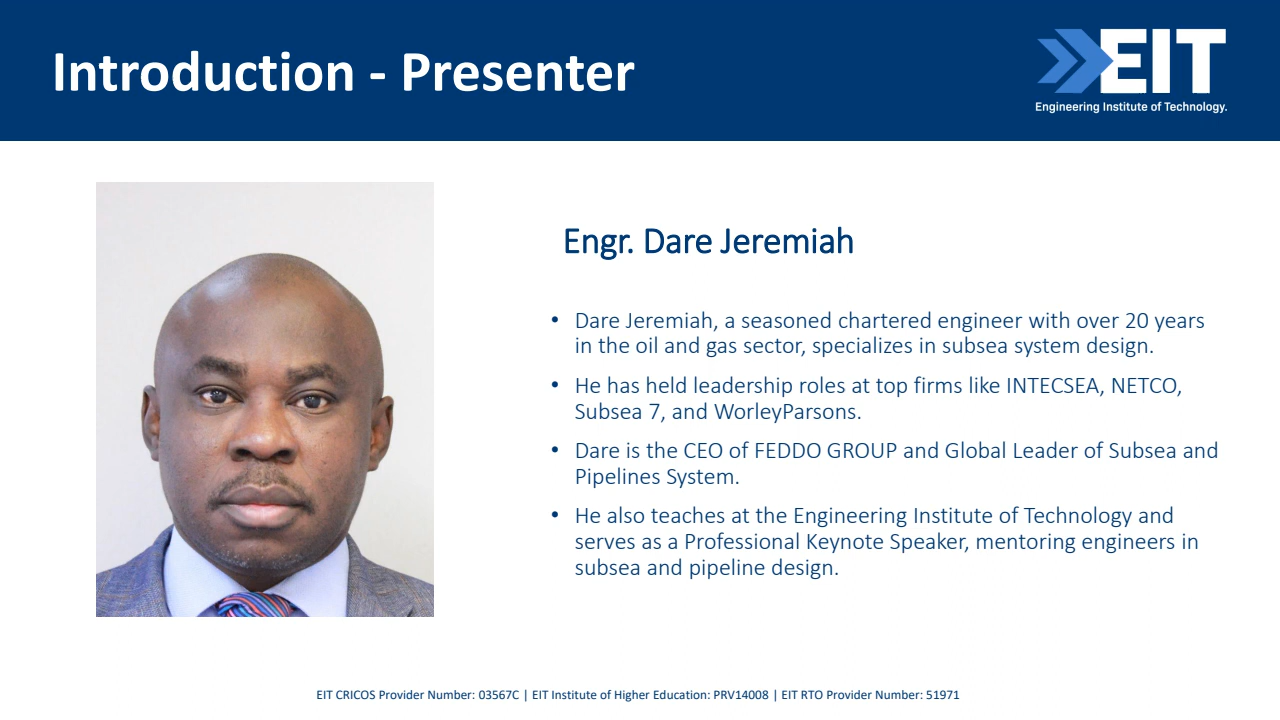 Introduction - Presenter
EIT
Engineering Institute of Technology.
Engr. Dare Jeremiah
• Dare Jeremiah, a seasoned chartered engineer with over 20 years
in the oil and gas sector, specializes in subsea system design.
• He has held leadership roles at top firms like INTECSEA, NETCO,
Subsea 7, and WorleyParsons.
• Dare is the CEO of FEDDO GROUP and Global Leader of Subsea and
Pipelines System.
• He also teaches at the Engineering Institute of Technology and
serves as a Professional Keynote Speaker, mentoring engineers in
subsea and pipeline design.
EIT CRICOS Provider Number: 03567C | EIT Institute of Higher Education: PRV14008 | EIT RTO Provider Number: 51971